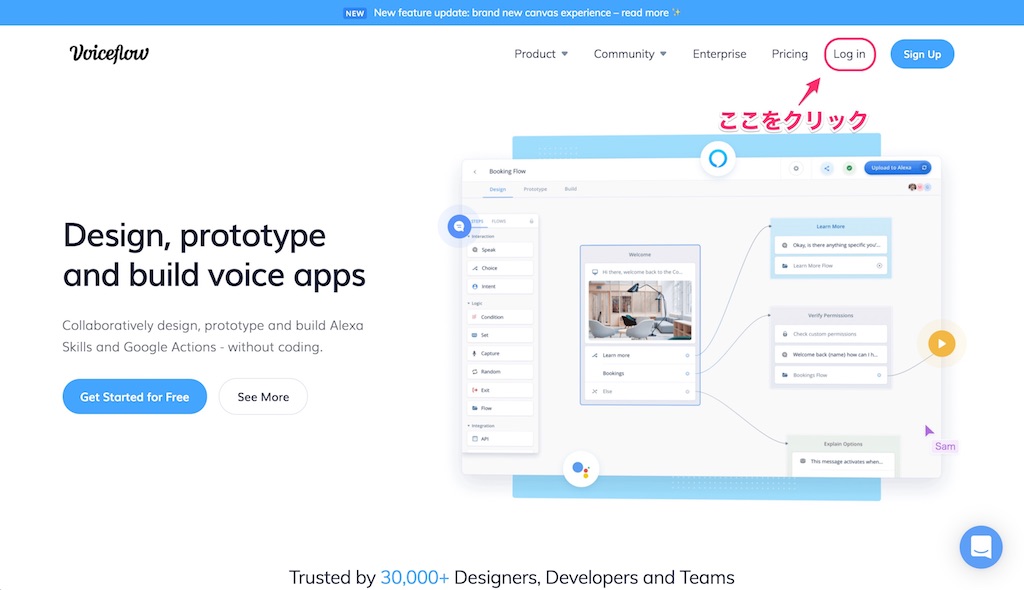 NEW New feature update: brand new canvas experience – read more ✨
Voiceflow
Product
Community
Enterprise
Pricing
Log in
Sign Up
ここをクリック
Design, prototype
and build voice apps
Collaboratively design, prototype and build Alexa
Skills and Google Actions - without coding.
Get Started for Free
See More
Booking Flow
Upload to Alexa
Design
Prototype
Build
STEPS
FLOWS
Interaction
Speak
Choice
Intent
Logic
Condition
Set
Capture
Random
Exit
Flow
Integration
API
Welcome
Hi there, welcome back to the Co...
Learn more
Bookings
Else
Learn More
Okay, is there anything specific you'...
Learn More Flow
Verify Permissions
Check custom permissions
Welcome back {name} how can I h...
Bookings Flow
Explain Options
This message activates when...
Sam
Trusted by 30,000+ Designers, Developers and Teams